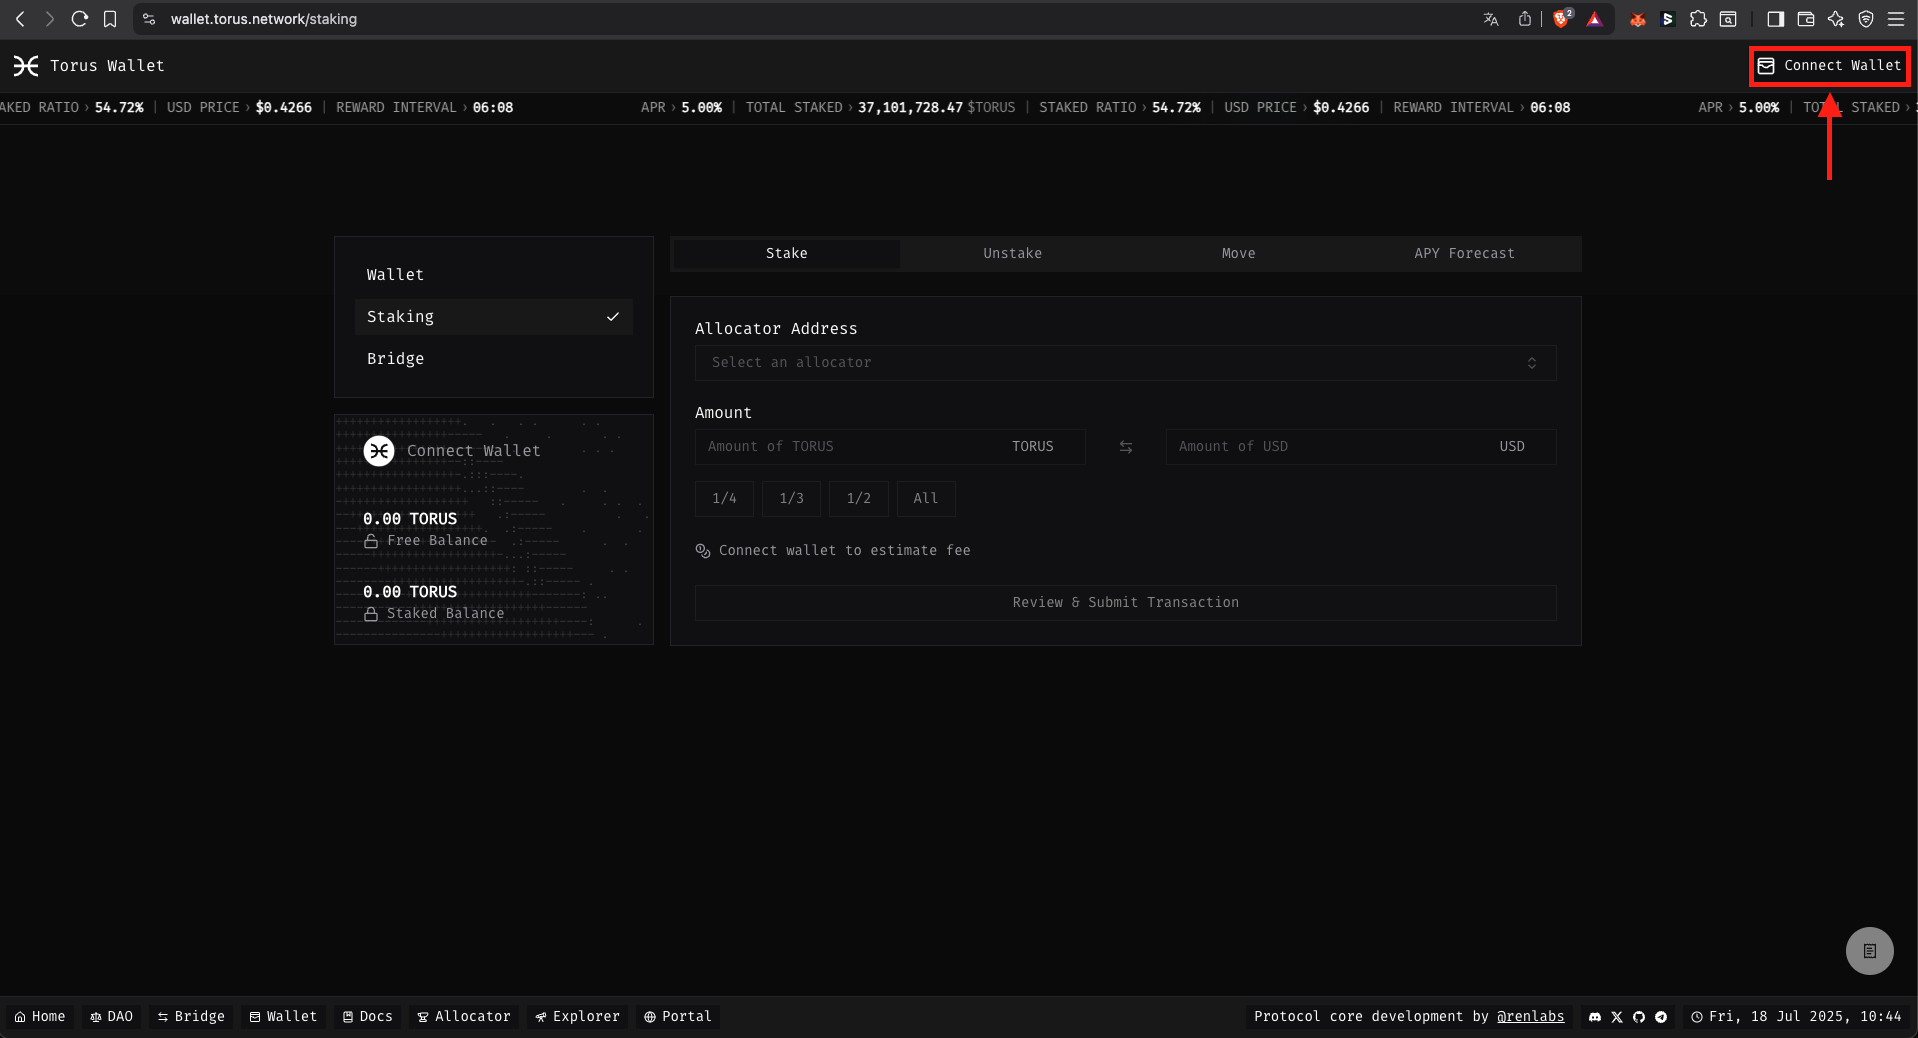 wallet.torus.network/staking
2
Torus Wallet
Connect Wallet
AKED RATIO › 54.72% | USD PRICE › $0.4266 | REWARD INTERVAL › 06:08 APR › 5.00% | TOTAL STAKED › 37,101,728.47 $TORUS | STAKED RATIO › 54.72% | USD PRICE › $0.4266 | REWARD INTERVAL › 06:08 APR › 5.00% | TOTAL STAKED ›
Wallet
Staking
Bridge
Connect Wallet
0.00 TORUS
Free Balance
0.00 TORUS
Staked Balance
Stake Unstake Move APY Forecast
Allocator Address
Select an allocator
Amount
Amount of TORUS TORUS Amount of USD USD
1/4 1/3 1/2 All
Connect wallet to estimate fee
Review & Submit Transaction
Home DAO Bridge Wallet Docs Allocator Explorer Portal Protocol core development by @renlabs Fri, 18 Jul 2025, 10:44